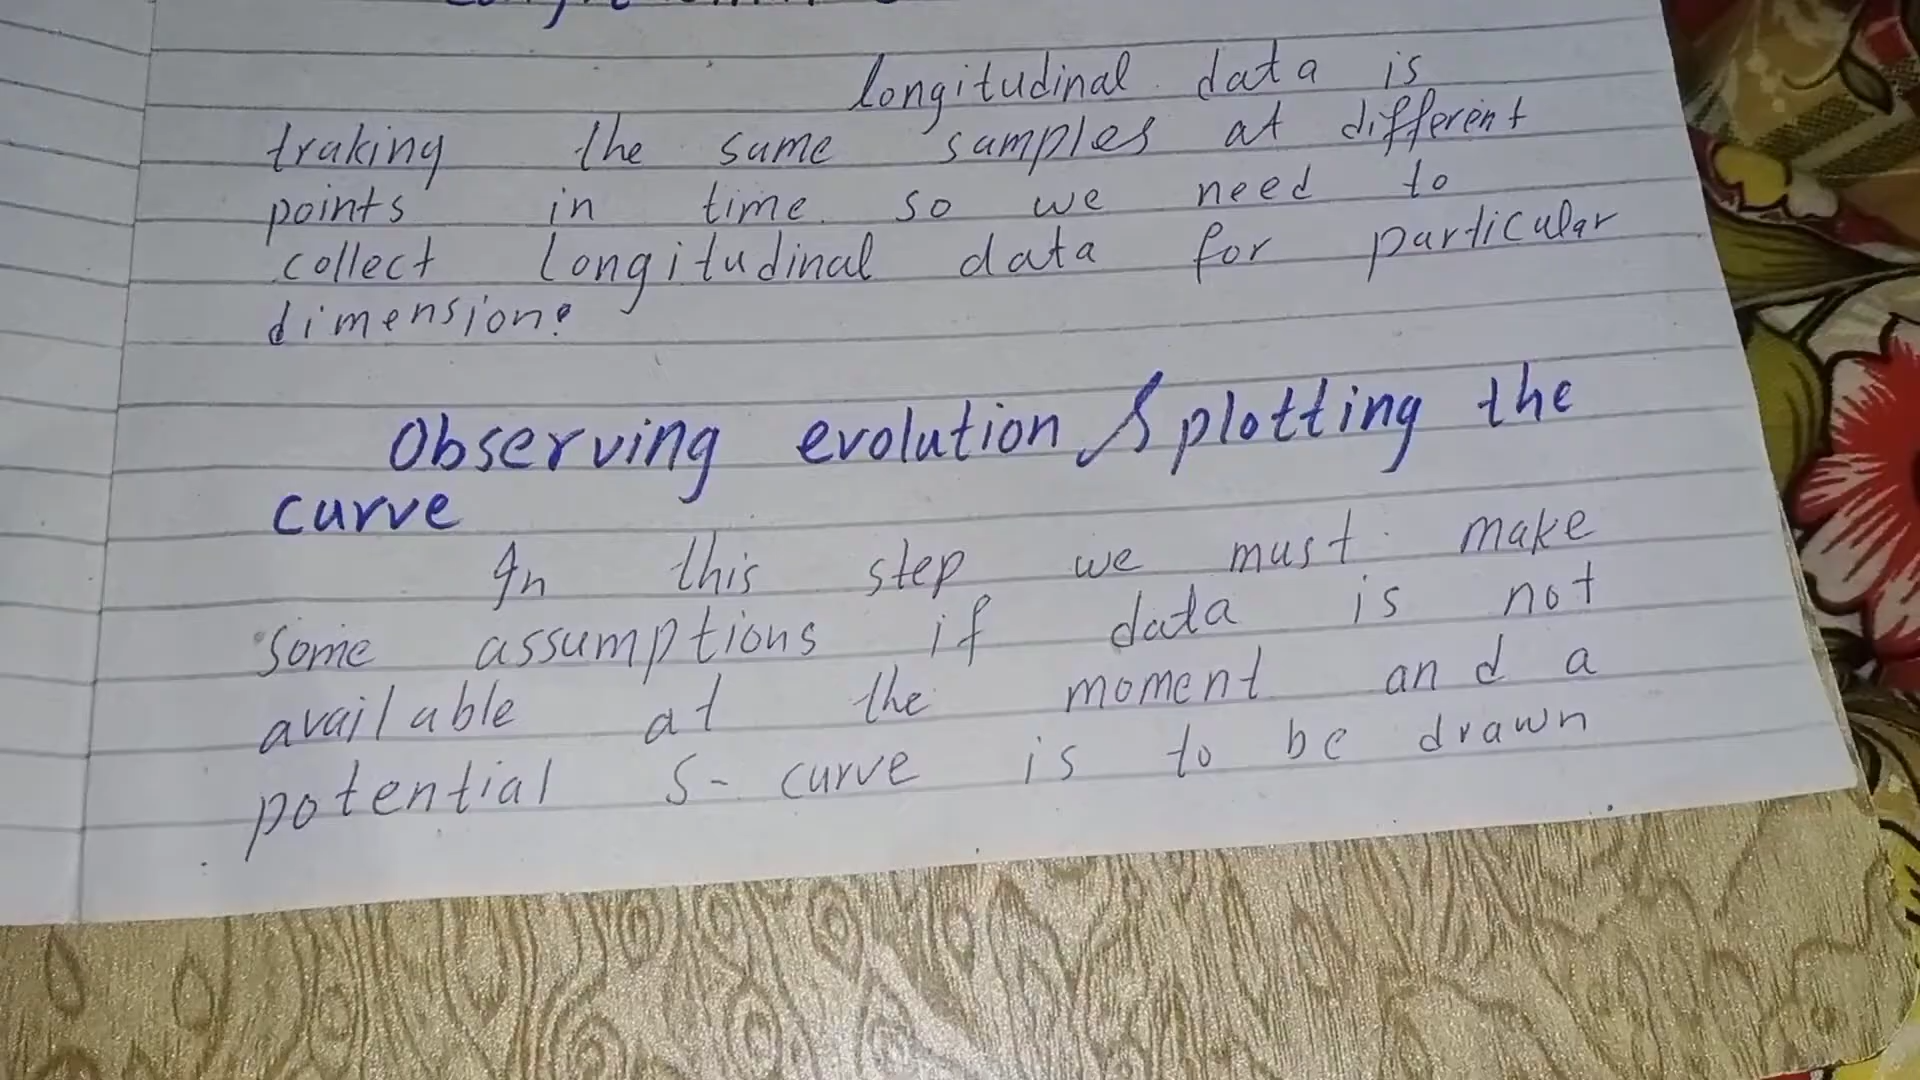 longitudinal data is
traking the same samples at different
points in time. so we need to
collect longitudinal data for particular
dimension.
Observing evolution & plotting the
curve
In this step we must make
some assumptions if data is not
available at the moment and a
potential S-curve is to be drawn